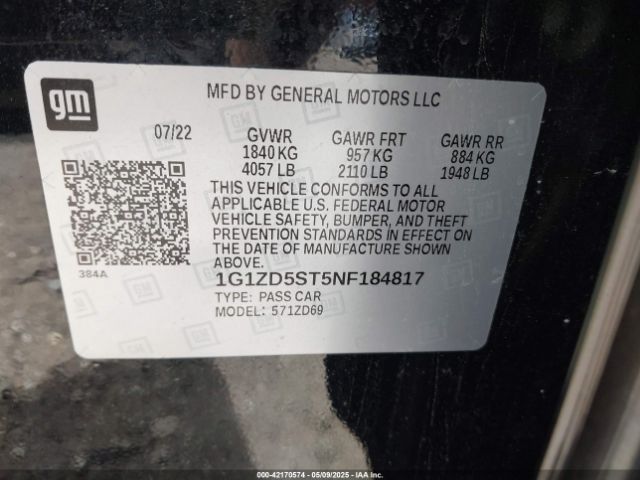 gm
MFD BY GENERAL MOTORS LLC
07/22 GVWR GAWR FRT GAWR RR
1840 KG 957 KG 884 KG
4057 LB 2110 LB 1948 LB
THIS VEHICLE CONFORMS TO ALL
APPLICABLE U.S. FEDERAL MOTOR
VEHICLE SAFETY, BUMPER, AND THEFT
PREVENTION STANDARDS IN EFFECT ON
THE DATE OF MANUFACTURE SHOWN
ABOVE.
384A
1G1ZD5ST5NF184817
TYPE: PASS CAR
MODEL: 571ZD69
000-42170574 | 05/09/2025 | IAAI.COM